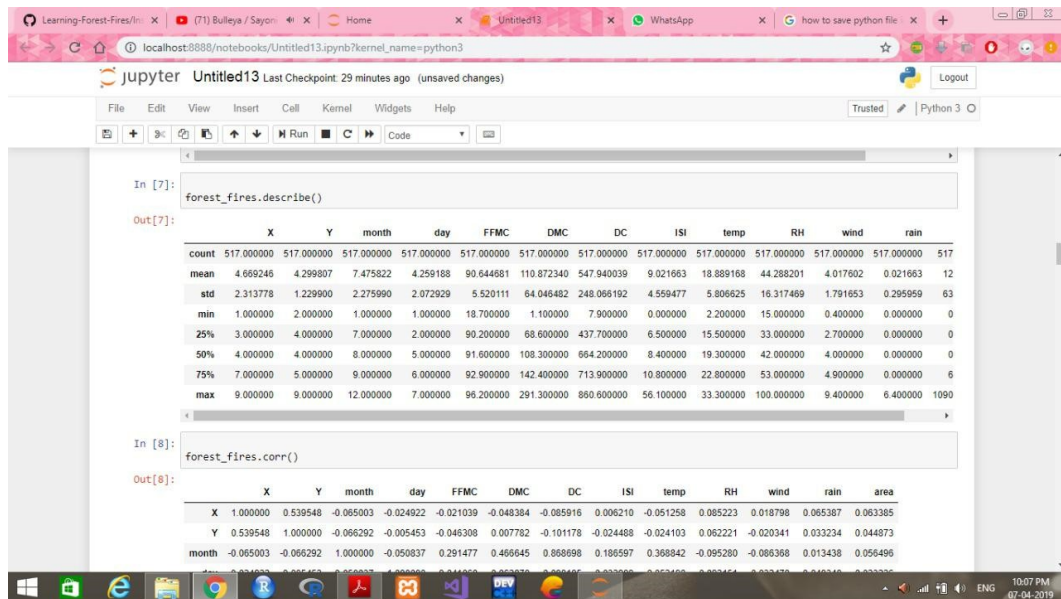 Learning-Forest-Fires/In
(71) Bulleya / Sayon
Home
Untitled13
WhatsApp
how to save python file
localhost:8888/notebooks/Untitled13.ipynb?kernel_name=python3
jupyter Untitled13 Last Checkpoint: 29 minutes ago (unsaved changes)
Logout
File Edit View Insert Cell Kernel Widgets Help
Trusted Python 3
Run Code
In [7]:
forest_fires.describe()
Out[7]:
X Y month day FFMC DMC DC ISI temp RH wind rain
count 517.000000 517.000000 517.000000 517.000000 517.000000 517.000000 517.000000 517.000000 517.000000 517.000000 517.000000 517.000000 517
mean 4.669246 4.299807 7.475822 4.259188 90.644681 110.872340 547.940039 9.021663 18.889168 44.288201 4.017602 0.021663 12
std 2.313778 1.229900 2.275990 2.072929 5.520111 64.046482 248.066192 4.559477 5.806625 16.317469 1.791653 0.295959 63
min 1.000000 2.000000 1.000000 1.000000 18.700000 1.100000 7.900000 0.000000 2.200000 15.000000 0.400000 0.000000 0
25% 3.000000 4.000000 7.000000 2.000000 90.200000 68.600000 437.700000 6.500000 15.500000 33.000000 2.700000 0.000000 0
50% 4.000000 4.000000 8.000000 5.000000 91.600000 108.300000 664.200000 8.400000 19.300000 42.000000 4.000000 0.000000 0
75% 7.000000 5.000000 9.000000 6.000000 92.900000 142.400000 713.900000 10.800000 22.800000 53.000000 4.900000 0.000000 6
max 9.000000 9.000000 12.000000 7.000000 96.200000 291.300000 860.600000 56.100000 33.300000 100.000000 9.400000 6.400000 1090
In [8]:
forest_fires.corr()
Out[8]:
X Y month day FFMC DMC DC ISI temp RH wind rain area
X 1.000000 0.539548 -0.065003 -0.024922 -0.021039 -0.048384 -0.085916 0.006210 -0.051258 0.085223 0.018798 0.065387 0.063385
Y 0.539548 1.000000 -0.066292 -0.005453 -0.046308 0.007782 -0.101178 -0.024488 -0.024103 0.062221 -0.020341 0.033234 0.044873
month -0.065003 -0.066292 1.000000 -0.050837 0.291477 0.466645 0.868698 0.186597 0.368842 -0.095280 -0.086368 0.013438 0.056496
DEV
ENG
10:07 PM
07-04-2019